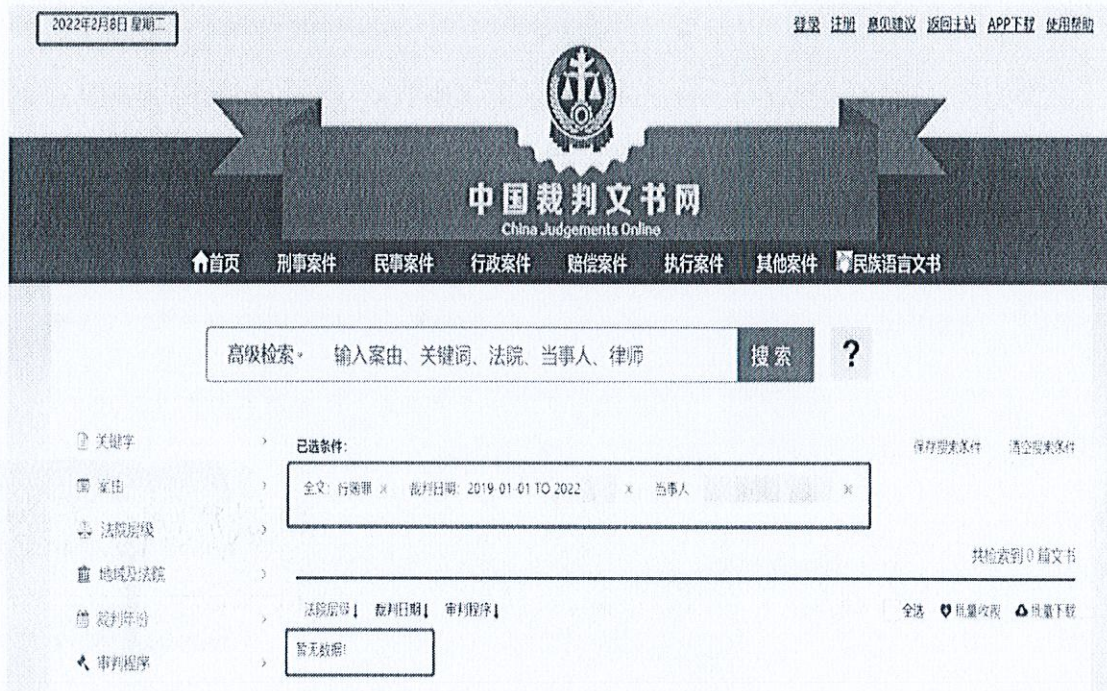 2022年2月8日 星期二
登录 注册 意见建议 返回主站 APP下载 使用帮助
中国裁判文书网
China Judgements Online
首页 刑事案件 民事案件 行政案件 赔偿案件 执行案件 其他案件 民族语言文书
高级检索 输入案由、关键词、法院、当事人、律师 搜索 ?
关键字
已选条件:
保存搜索条件 清空搜索条件
案由
全文: 行贿罪 × 裁判日期: 2019-01-01 TO 2022 × 当事人 ×
法院层级
共检索到 0 篇文书
地域及法院
法院层级↓ 裁判日期↓ 审判程序↓
全选 批量收藏 批量下载
裁判年份
暂无数据!
审判程序